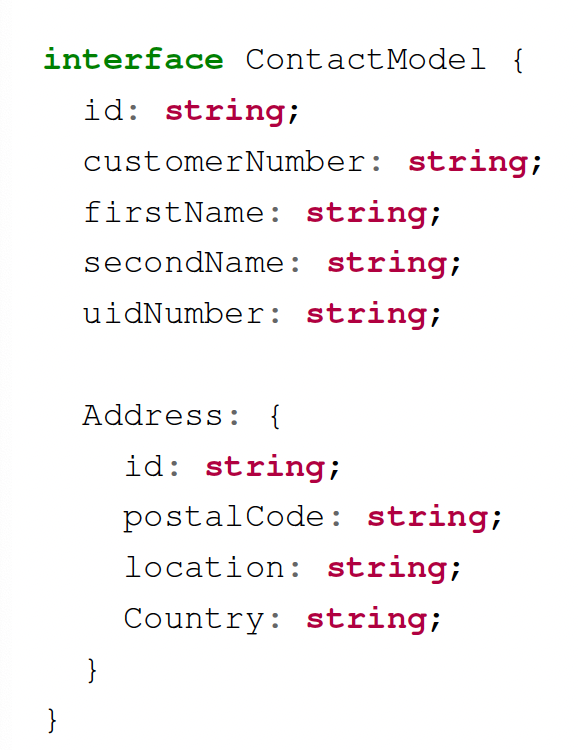 interface ContactModel {
  id: string;
  customerNumber: string;
  firstName: string;
  secondName: string;
  uidNumber: string;

  Address: {
    id: string;
    postalCode: string;
    location: string;
    Country: string;
  }
}